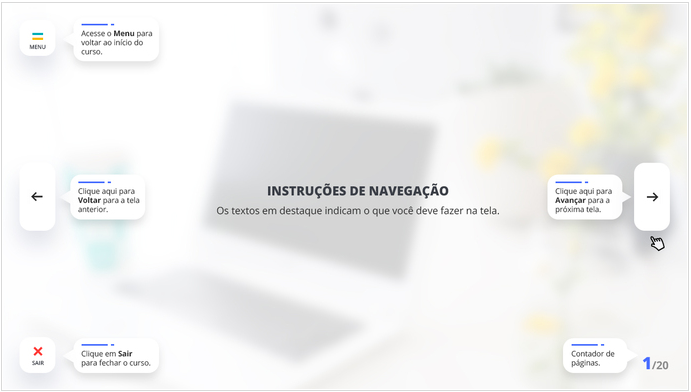 MENU
Acesse o Menu para
voltar ao início do
curso.
Clique aqui para
Voltar para a tela
anterior.
INSTRUÇÕES DE NAVEGAÇÃO
Os textos em destaque indicam o que você deve fazer na tela.
Clique aqui para
Avançar para a
próxima tela.
SAIR
Clique em Sair
para fechar o curso.
Contador de
páginas.
1/20